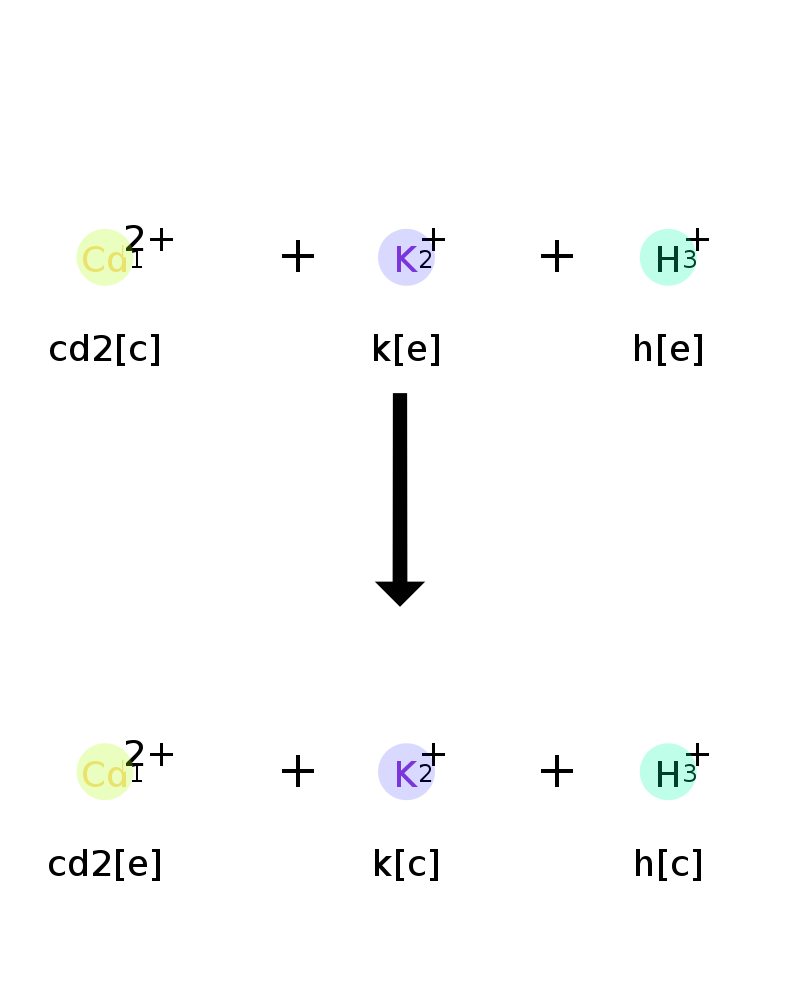 Cd1 2+ + K2 + + H3 +
cd2[c] k[e] h[e]
Cd1 2+ + K2 + + H3 +
cd2[e] k[c] h[c]